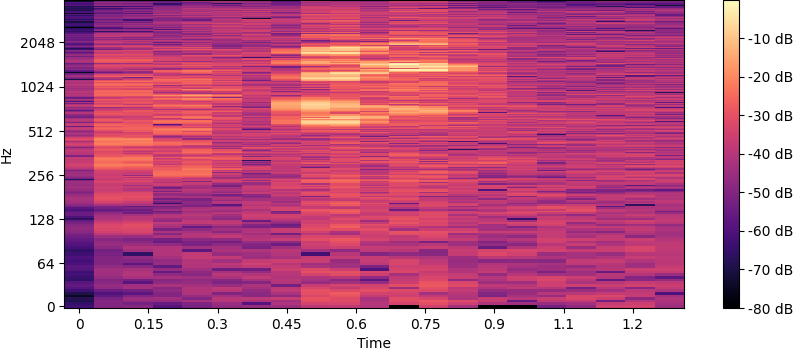 2048
1024
512
256
128
64
0
Hz
0 0.15 0.3 0.45 0.6 0.75 0.9 1.1 1.2
Time
-10 dB
-20 dB
-30 dB
-40 dB
-50 dB
-60 dB
-70 dB
-80 dB